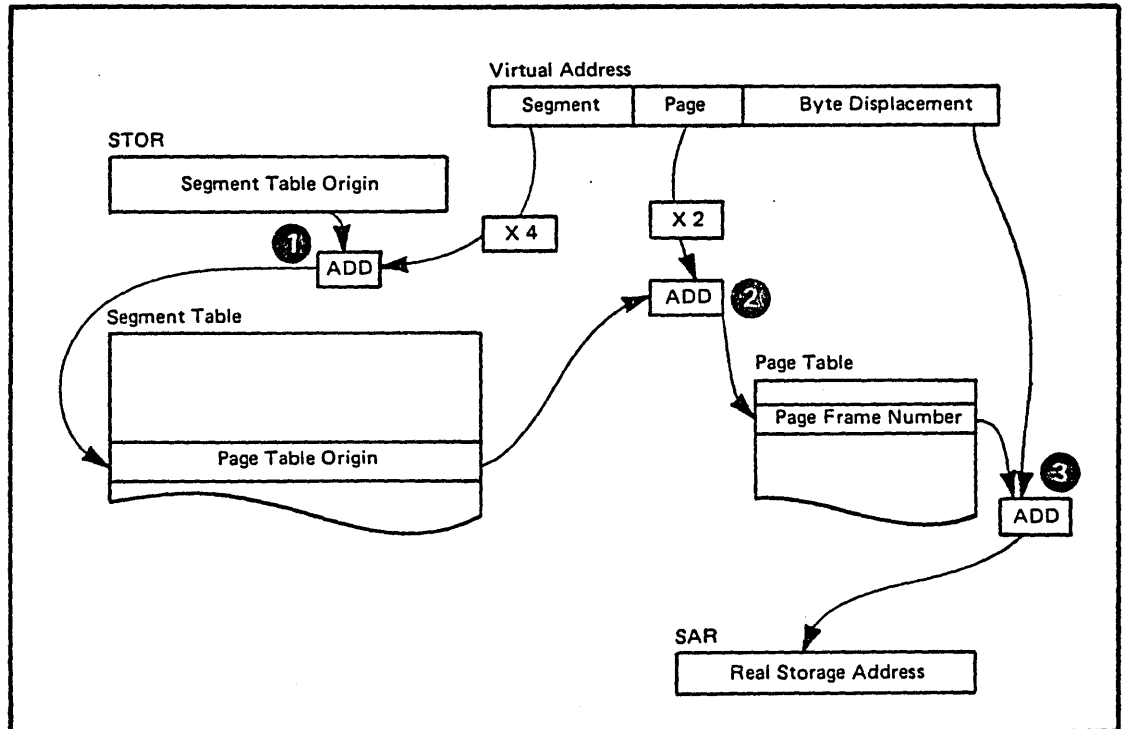 Virtual Address
Segment Page Byte Displacement
STOR
Segment Table Origin
X 4
X 2
1
ADD
ADD
2
Segment Table
Page Table
Page Frame Number
Page Table Origin
3
ADD
SAR
Real Storage Address